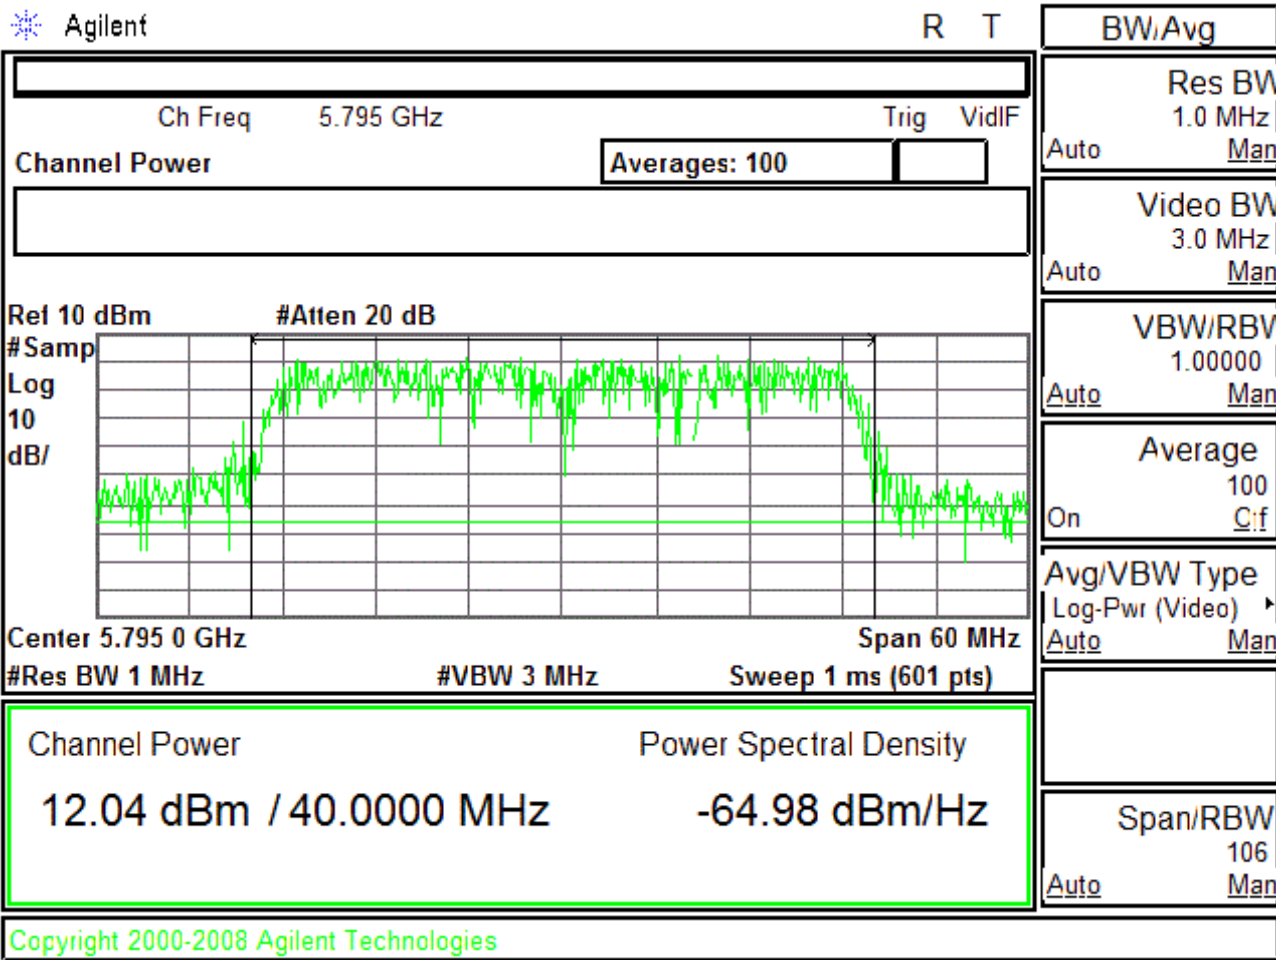 Agilent
R T
BW/Avg
Ch Freq 5.795 GHz
Trig VidIF
Channel Power
Averages: 100
Res BW
1.0 MHz
Auto Man
Video BW
3.0 MHz
Auto Man
Ref 10 dBm
#Atten 20 dB
#Samp
Log
10
dB/
VBW/RBW
1.00000
Auto Man
Average
100
On
Avg/VBW Type
Log-Pwr (Video)
Auto Man
Center 5.795 0 GHz
Span 60 MHz
#Res BW 1 MHz
#VBW 3 MHz
Sweep 1 ms (601 pts)
Channel Power
Power Spectral Density
12.04 dBm / 40.0000 MHz
-64.98 dBm/Hz
Span/RBW
106
Auto Man
Copyright 2000-2008 Agilent Technologies